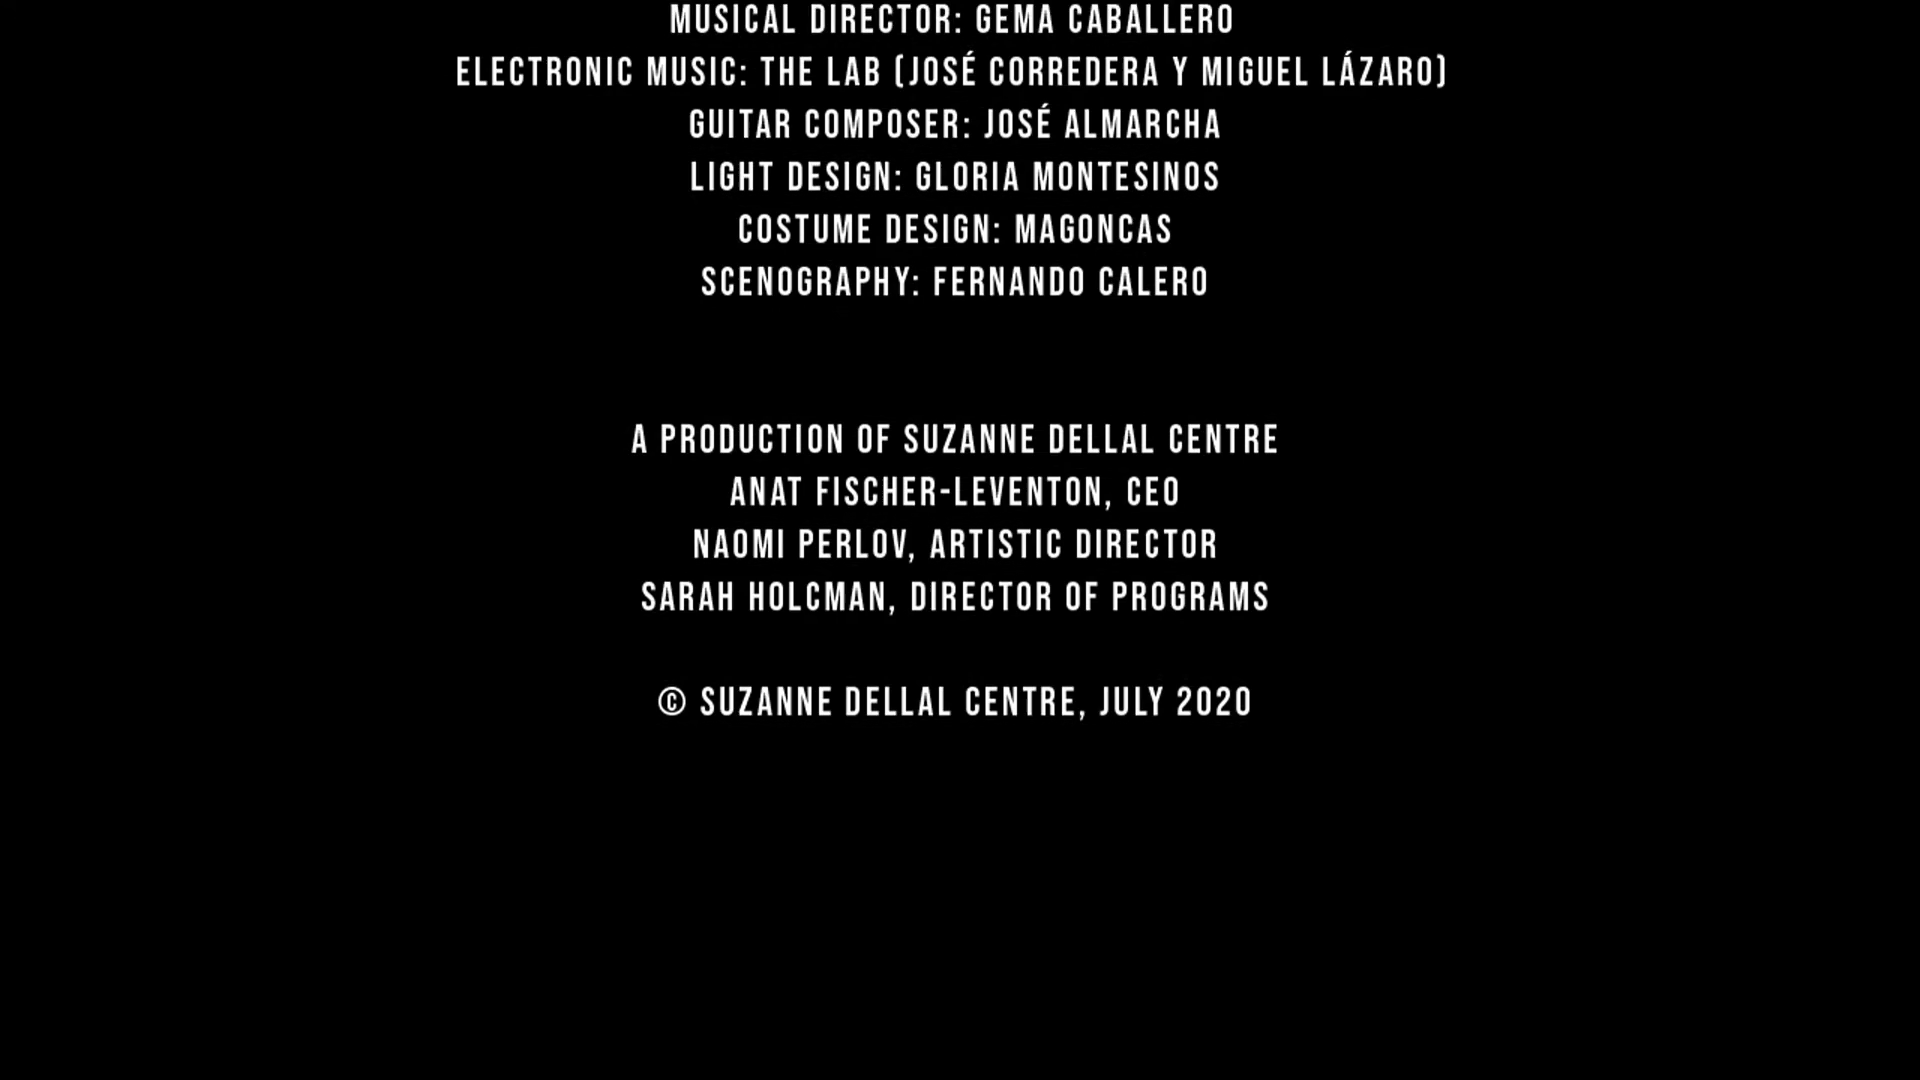 MUSICAL DIRECTOR: GEMA CABALLERO
ELECTRONIC MUSIC: THE LAB (JOSÉ CORREDERA Y MIGUEL LÁZARO)
GUITAR COMPOSER: JOSÉ ALMARCHA
LIGHT DESIGN: GLORIA MONTESINOS
COSTUME DESIGN: MAGONCAS
SCENOGRAPHY: FERNANDO CALERO
A PRODUCTION OF SUZANNE DELLAL CENTRE
ANAT FISCHER-LEVENTON, CEO
NAOMI PERLOV, ARTISTIC DIRECTOR
SARAH HOLCMAN, DIRECTOR OF PROGRAMS
© SUZANNE DELLAL CENTRE, JULY 2020